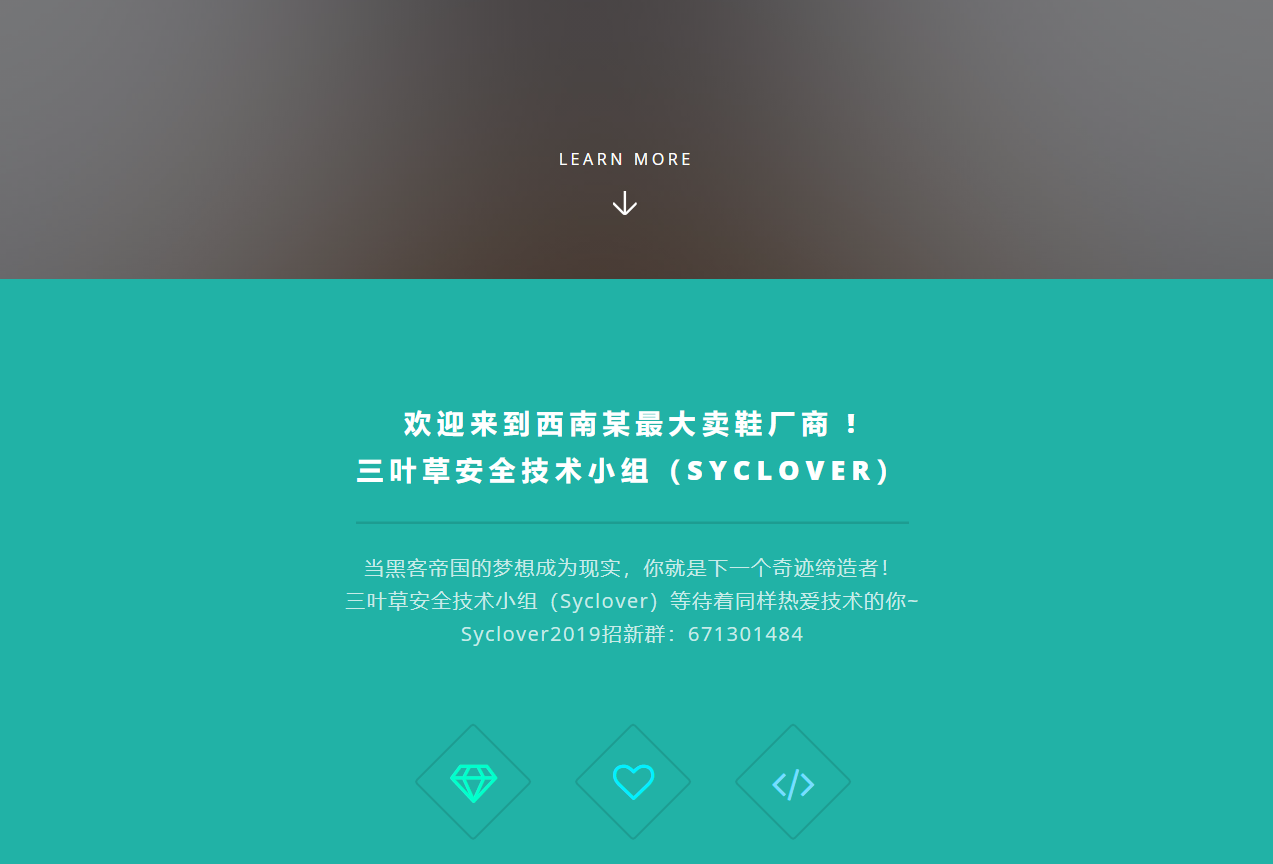 LEARN MORE
欢迎来到西南某最大卖鞋厂商！
三叶草安全技术小组（SYCLOVER）
当黑客帝国的梦想成为现实，你就是下一个奇迹缔造者！
三叶草安全技术小组（Syclover）等待着同样热爱技术的你~
Syclover2019招新群：671301484